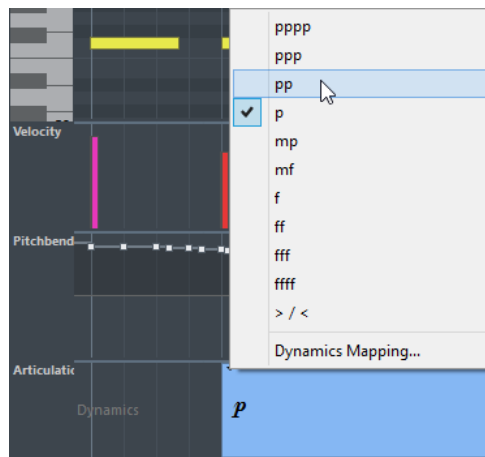 pppp
ppp
pp
p
mp
mf
f
ff
fff
ffff
> / <
Dynamics Mapping...
Velocity
Pitchbend
Articulatic
Dynamics
p